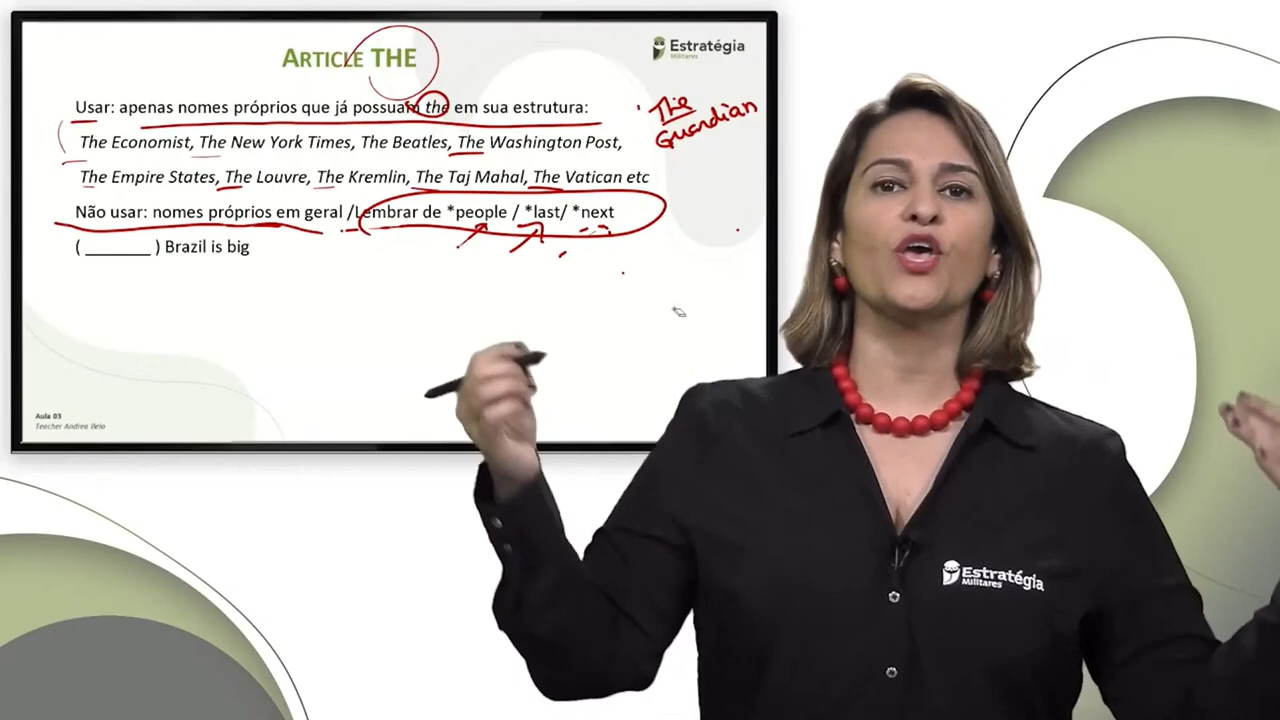 ARTICLE THE
Estratégia
Militares
Usar: apenas nomes próprios que já possuam the em sua estrutura:
The
Guardian
The Economist, The New York Times, The Beatles, The Washington Post,
The Empire States, The Louvre, The Kremlin, The Taj Mahal, The Vatican etc
Não usar: nomes próprios em geral /Lembrar de *people / *last/ *next
( _______ ) Brazil is big
Aula 03
Teacher Andrea Belo
Estratégia
Militares